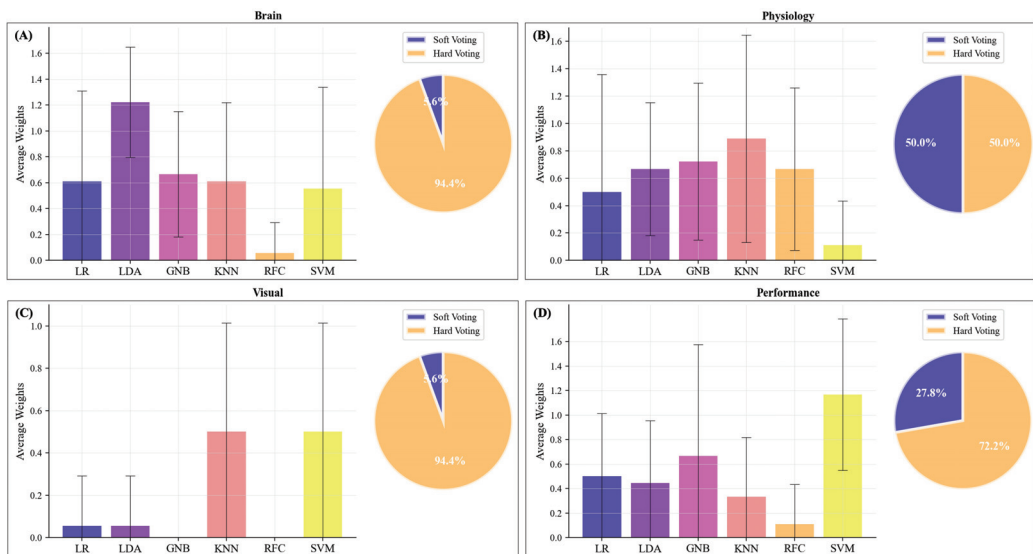 Brain
(A)
Soft Voting
Hard Voting
1.6
1.4
1.2
1.0
0.8
0.6
0.4
0.2
0.0
Average Weights
5.6%
94.4%
LR LDA GNB KNN RFC SVM
Physiology
(B)
Soft Voting
Hard Voting
1.6
1.4
1.2
1.0
0.8
0.6
0.4
0.2
0.0
Average Weights
50.0% 50.0%
LR LDA GNB KNN RFC SVM
Visual
(C)
Soft Voting
Hard Voting
1.0
0.8
0.6
0.4
0.2
0.0
Average Weights
5.6%
94.4%
LR LDA GNB KNN RFC SVM
Performance
(D)
Soft Voting
Hard Voting
1.6
1.4
1.2
1.0
0.8
0.6
0.4
0.2
0.0
Average Weights
27.8%
72.2%
LR LDA GNB KNN RFC SVM